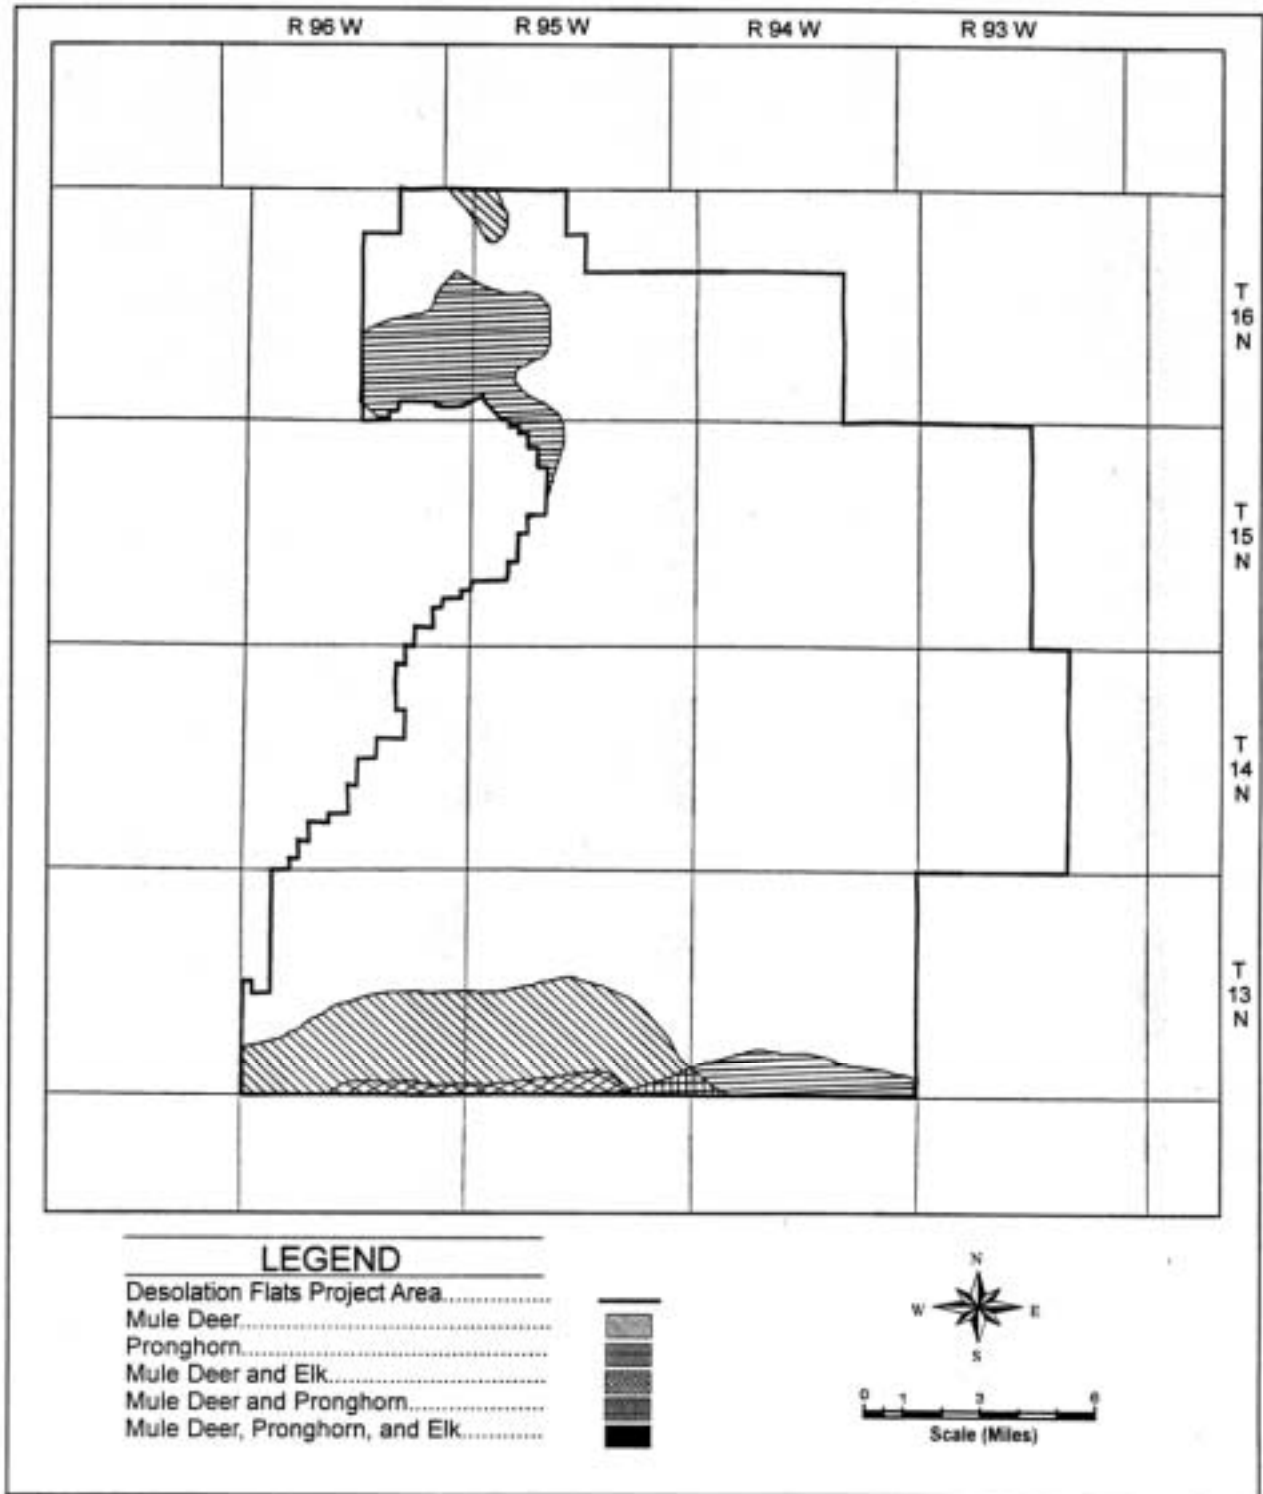 R 96 W R 95 W R 94 W R 93 W
T
16
N
T
15
N
T
14
N
T
13
N
LEGEND
Desolation Flats Project Area..............
Mule Deer..............
Pronghorn..............
Mule Deer and Elk..............
Mule Deer and Pronghorn..............
Mule Deer, Pronghorn, and Elk..............
N
W E
S
0 1 3 6
Scale (Miles)